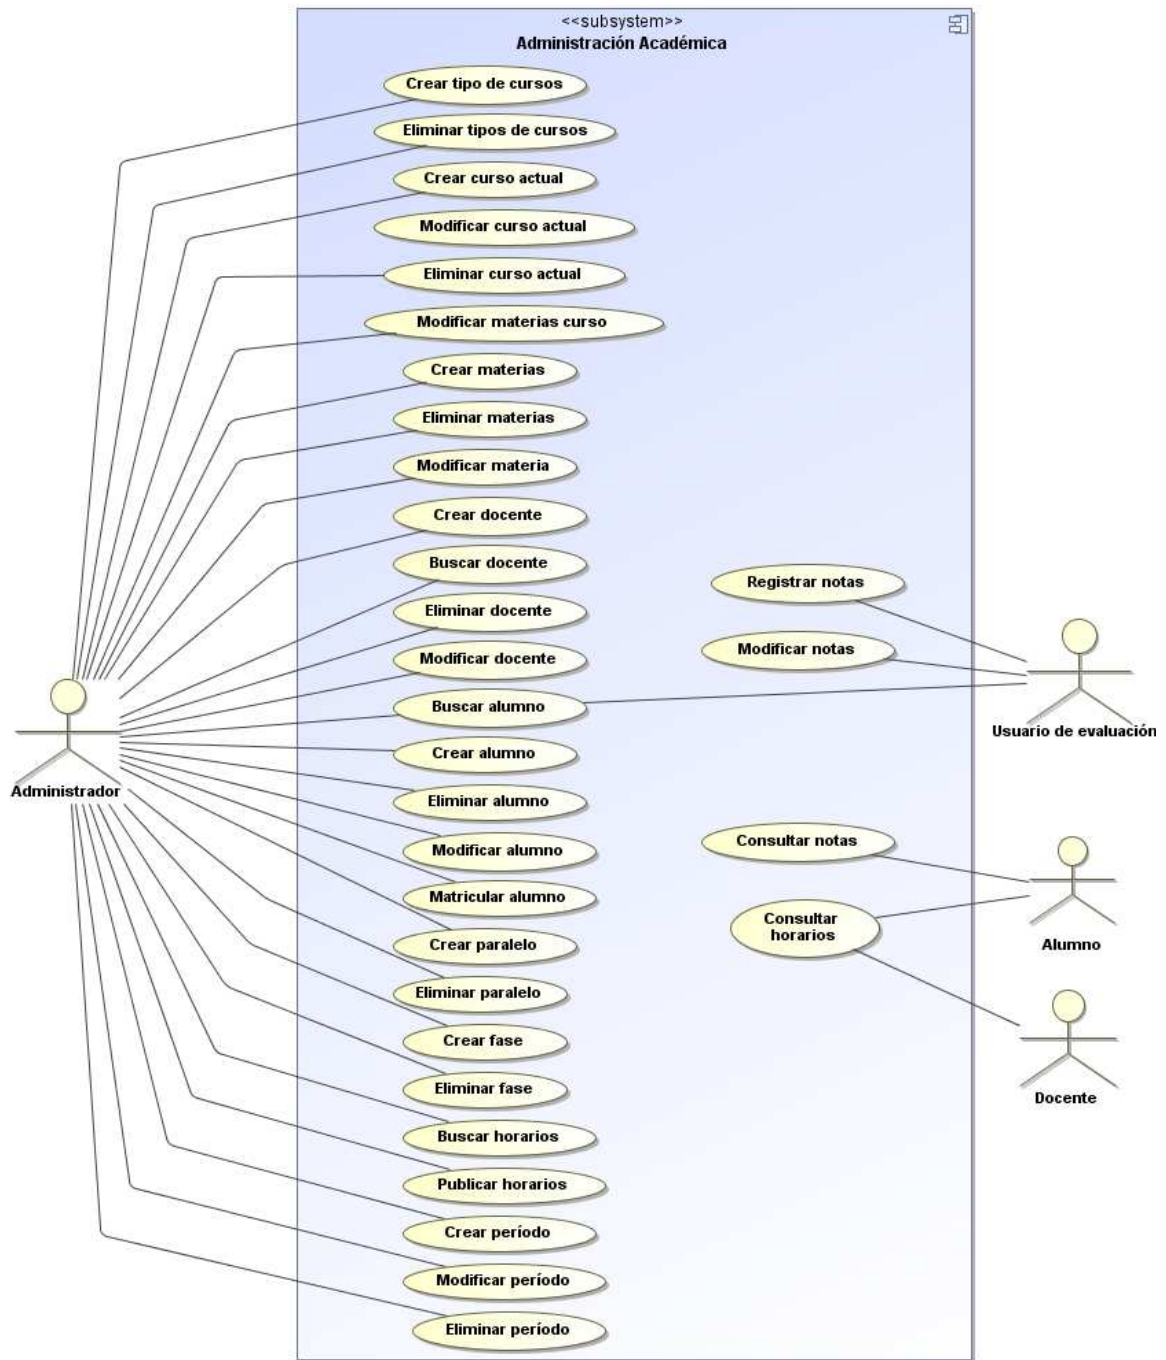 <<subsystem>>
Administración Académica
Crear tipo de cursos
Eliminar tipos de cursos
Crear curso actual
Modificar curso actual
Eliminar curso actual
Modificar materias curso
Crear materias
Eliminar materias
Modificar materia
Crear docente
Buscar docente
Eliminar docente
Modificar docente
Buscar alumno
Crear alumno
Eliminar alumno
Modificar alumno
Matricular alumno
Crear paralelo
Eliminar paralelo
Crear fase
Eliminar fase
Buscar horarios
Publicar horarios
Crear período
Modificar período
Eliminar período
Administrador
Registrar notas
Modificar notas
Usuario de evaluación
Consultar notas
Consultar
horarios
Alumno
Docente